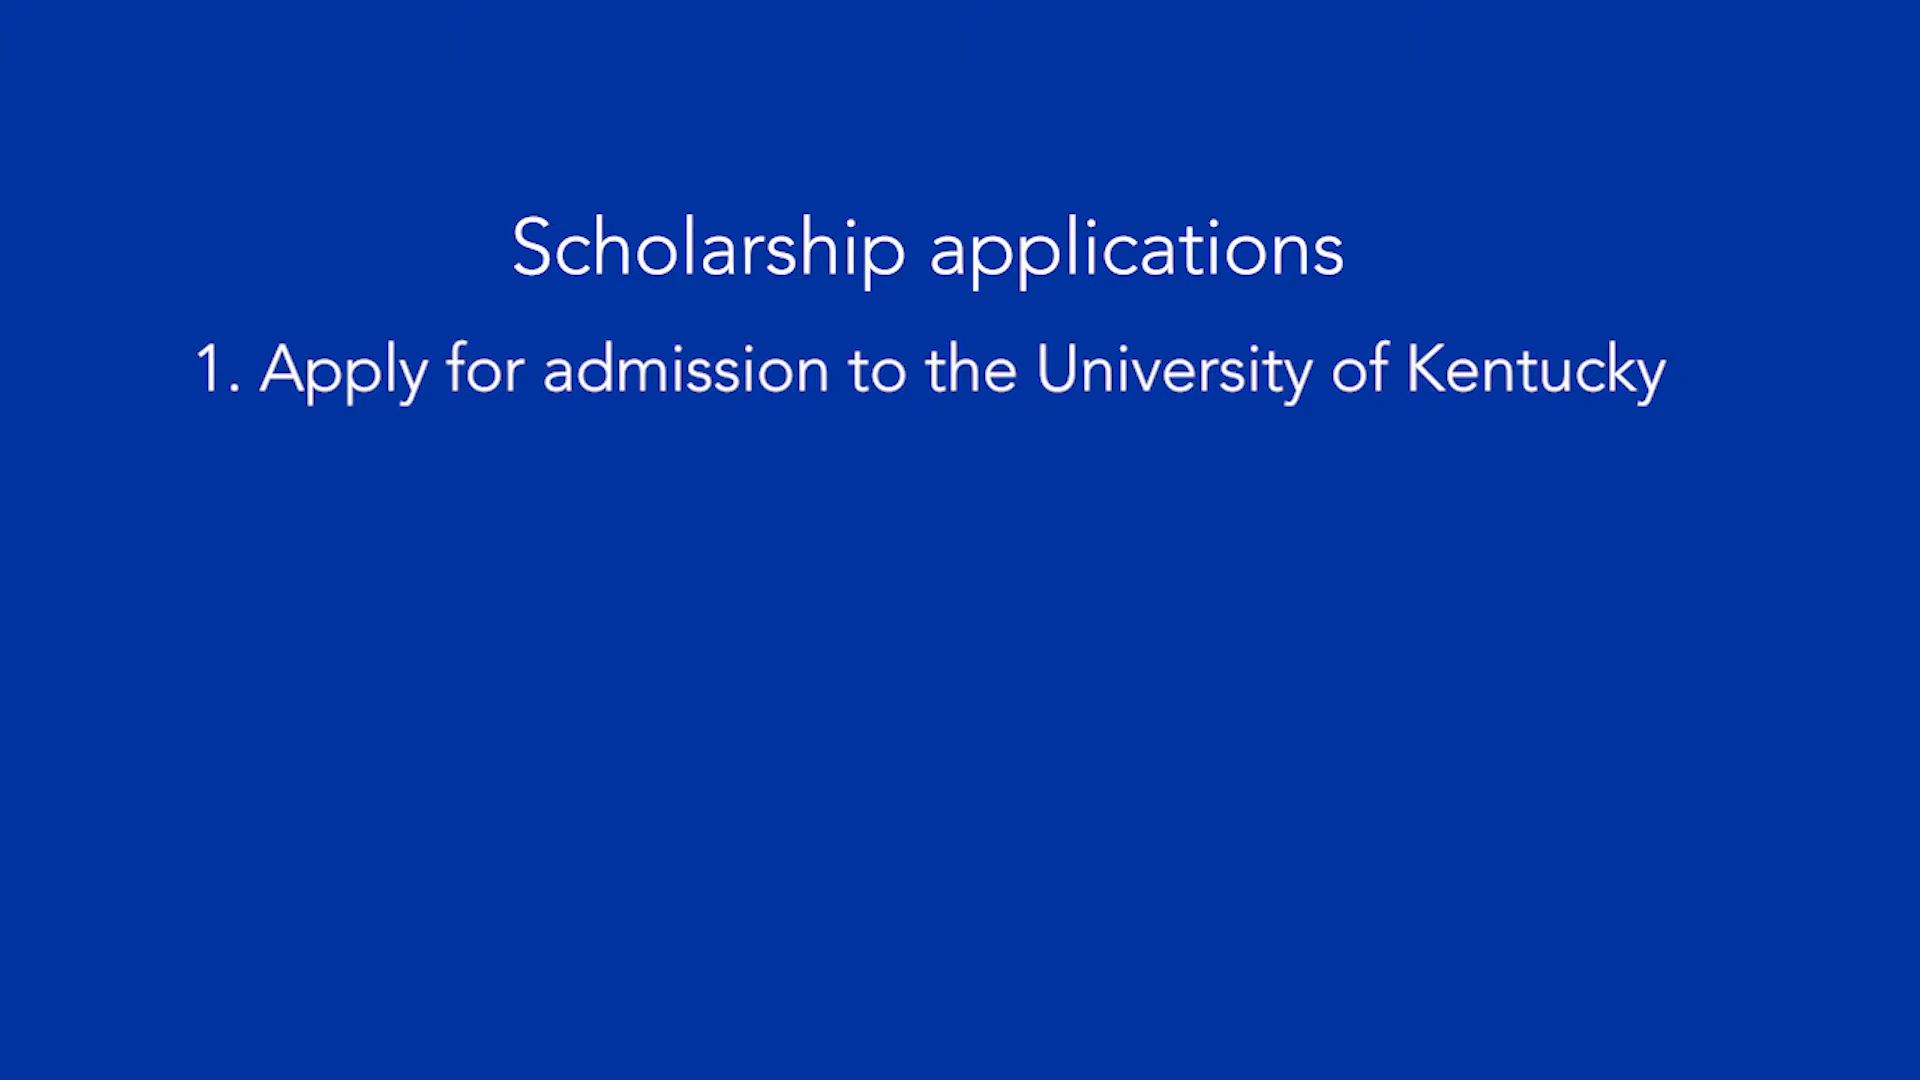 Scholarship applications
1. Apply for admission to the University of Kentucky